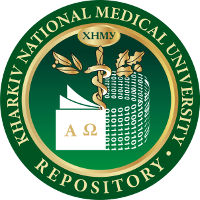 KHARKIV NATIONAL MEDICAL UNIVERSITY
ХНМУ
Α Ω
· REPOSITORY ·